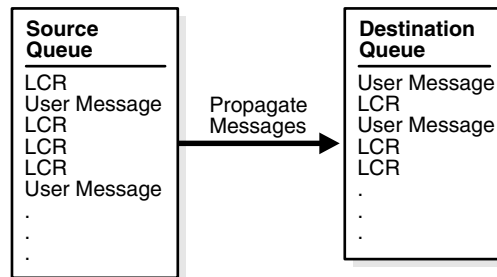 Source
Queue
LCR
User Message
LCR
LCR
LCR
User Message
.
.
.
Propagate
Messages
Destination
Queue
User Message
LCR
User Message
LCR
LCR
.
.
.